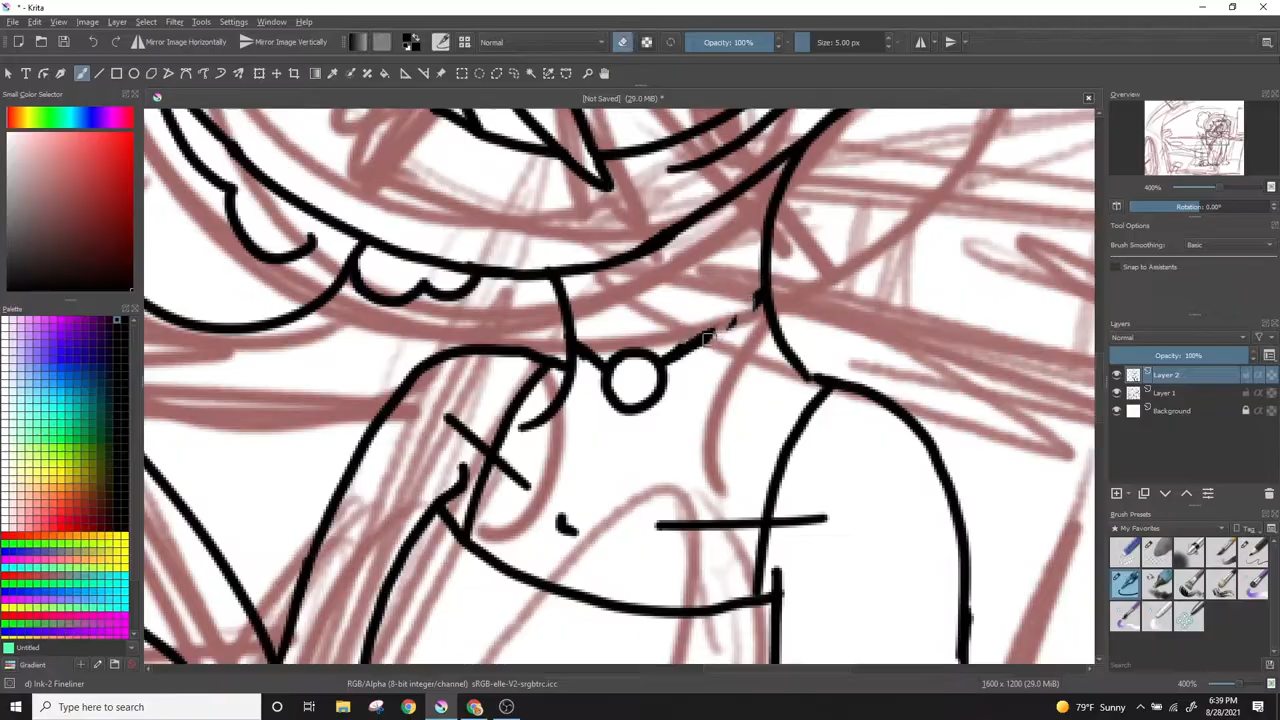 * - Krita
File Edit View Image Layer Select Filter Tools Settings Window Help
Mirror Image Horizontally Mirror Image Vertically Normal Opacity: 100% Size: 5.00 px
[Not Saved] (29.0 MiB) *
Small Color Selector
Palette
Untitled
Gradient
Overview
400%
Rotation: 0.00°
Tool Options
Brush Smoothing: Basic
Snap to Assistants
Layers
Normal
Opacity: 100%
Layer 2
Layer 1
Background
Brush Presets
My Favorites Tag
Search
d) Ink-2 Fineliner RGB/Alpha (8-bit integer/channel) sRGB-elle-V2-srgbtrc.icc 1600 x 1200 (29.0 MiB) 400%
Type here to search 79°F Sunny 6:39 PM
8/28/2021